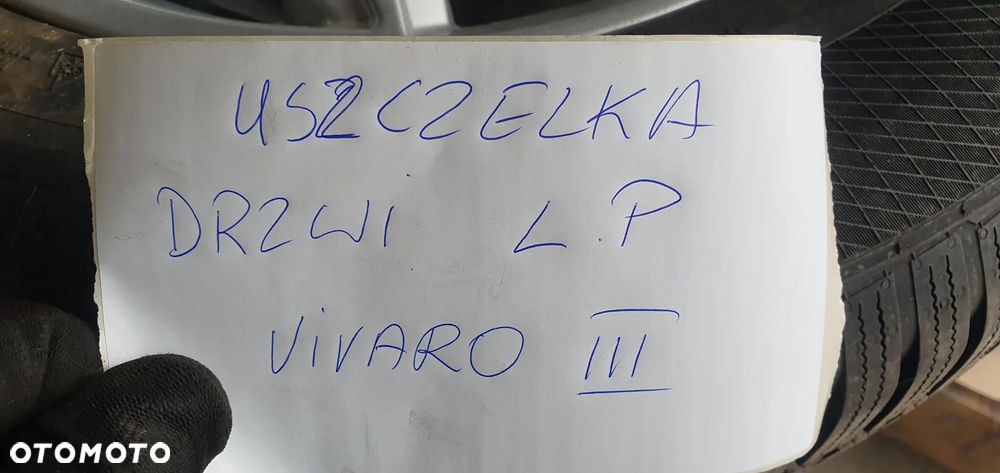 USZCZELKA
DRZWI L.P
ViVARO III
OTOMOTO